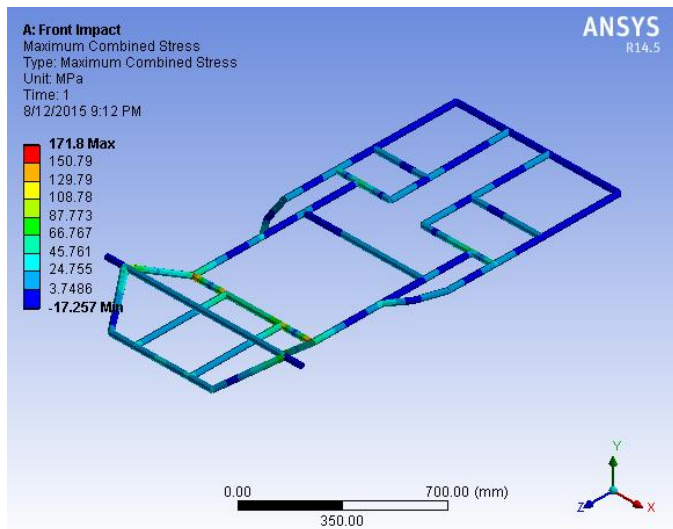 A: Front Impact
Maximum Combined Stress
Type: Maximum Combined Stress
Unit: MPa
Time: 1
8/12/2015 9:12 PM
ANSYS
R14.5
171.8 Max
150.79
129.79
108.78
87.773
66.767
45.761
24.755
3.7486
-17.257 Min
0.00 700.00 (mm)
350.00
Y
Z X